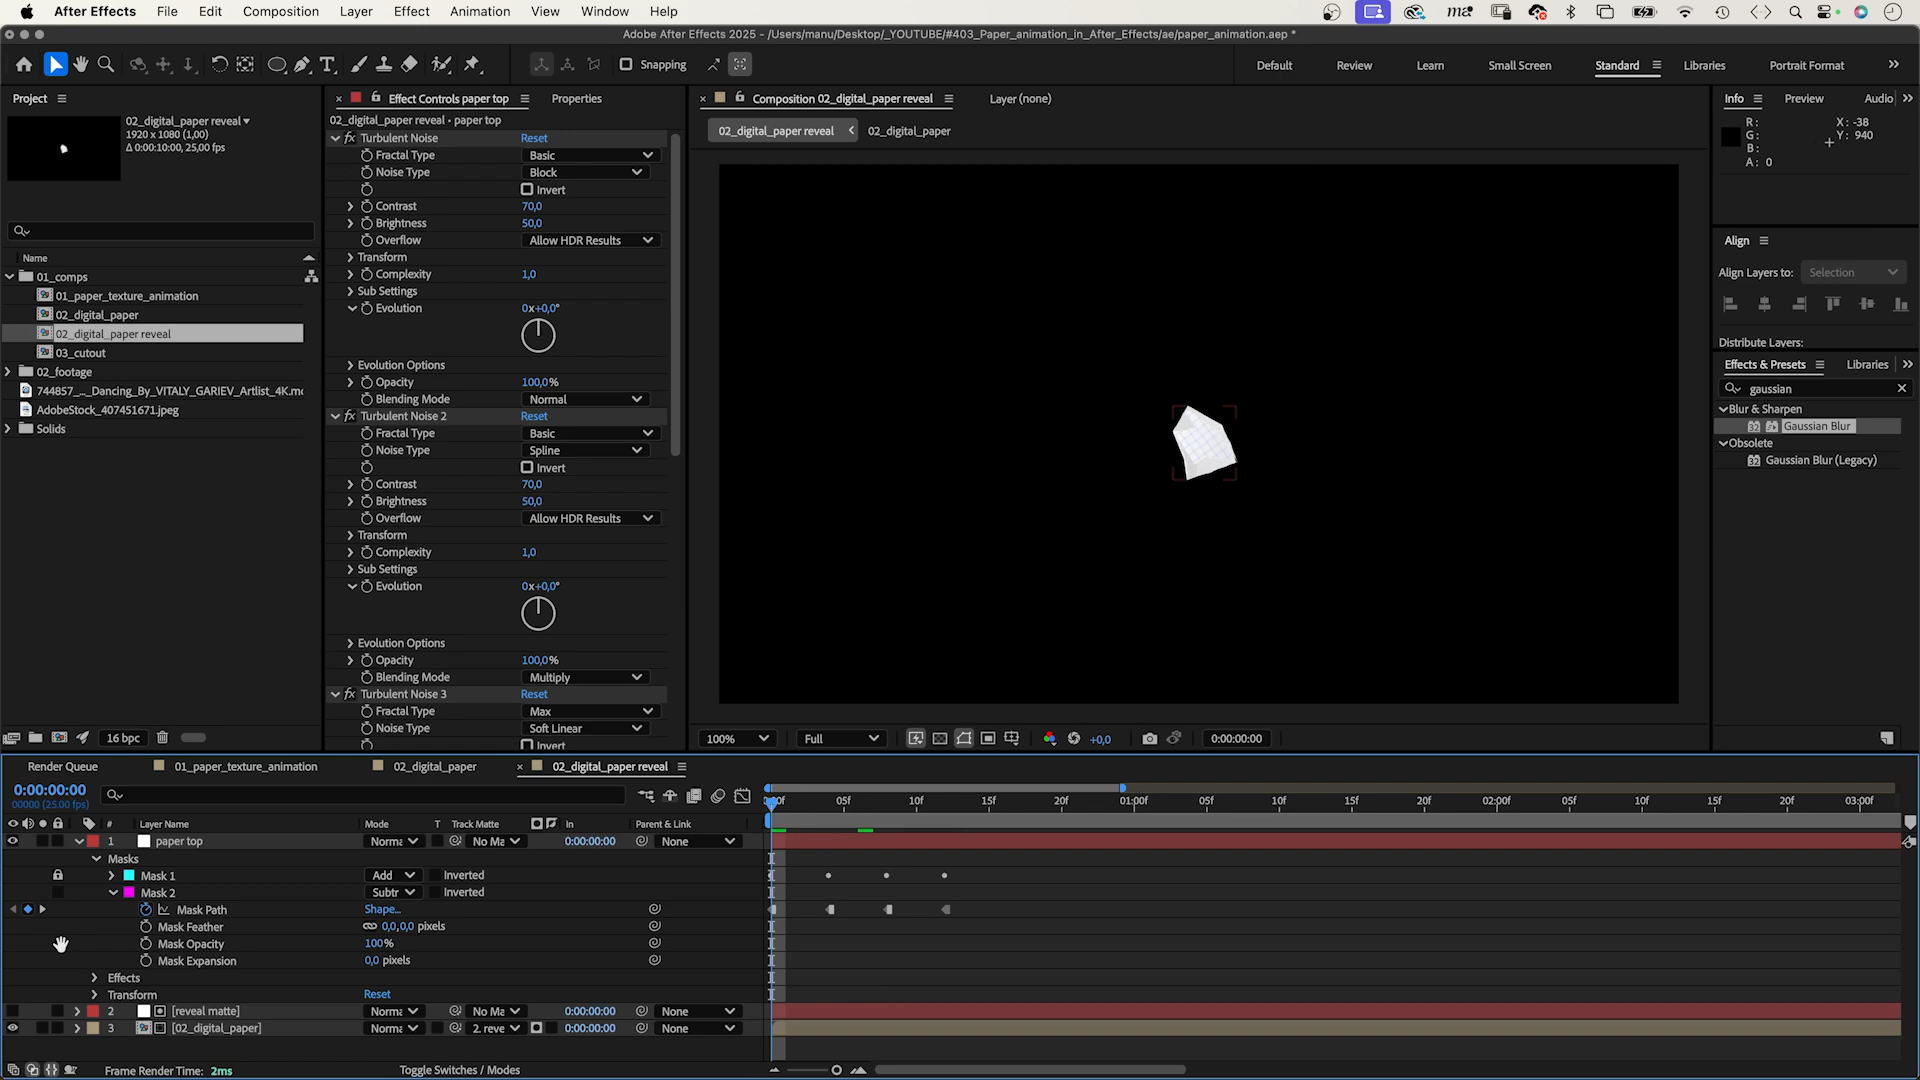 After Effects File Edit Composition Layer Effect Animation View Window Help
Adobe After Effects 2025 - /Users/manu/Desktop/_YOUTUBE/#403_Paper_animation_in_After_Effects/ae/paper_animation.aep *
Snapping Default Review Learn Small Screen Standard Libraries Portrait Format
Project
02_digital_paper reveal
1920 x 1080 (1,00)
Δ 0:00:10:00, 25,00 fps
Name
01_comps
01_paper_texture_animation
02_digital_paper
02_digital_paper reveal
03_cutout
02_footage
744857_..._Dancing_By_VITALY_GARIEV_Artlist_4K.mo
AdobeStock_407451671.jpeg
Solids
16 bpc
Effect Controls paper top Properties
02_digital_paper reveal • paper top
Turbulent Noise Reset
Fractal Type Basic
Noise Type Block
Invert
Contrast 70,0
Brightness 50,0
Overflow Allow HDR Results
Transform
Complexity 1,0
Sub Settings
Evolution 0x+0,0°
Evolution Options
Opacity 100,0%
Blending Mode Normal
Turbulent Noise 2 Reset
Fractal Type Basic
Noise Type Spline
Invert
Contrast 70,0
Brightness 50,0
Overflow Allow HDR Results
Transform
Complexity 1,0
Sub Settings
Evolution 0x+0,0°
Evolution Options
Opacity 100,0%
Blending Mode Multiply
Turbulent Noise 3 Reset
Fractal Type Max
Noise Type Soft Linear
Invert
Composition 02_digital_paper reveal Layer (none)
02_digital_paper reveal 02_digital_paper
100% Full +0,0 0:00:00:00
Info Preview Audio
R: X: -38
G: Y: 940
B:
A: 0
Align
Align Layers to: Selection
Distribute Layers:
Effects & Presets Libraries
gaussian
Blur & Sharpen
Gaussian Blur
Obsolete
Gaussian Blur (Legacy)
Render Queue 01_paper_texture_animation 02_digital_paper 02_digital_paper reveal
0:00:00:00
00000 (25.00 fps)
05f 10f 15f 20f 01:00f 05f 10f 15f 20f 02:00f 05f 10f 15f 20f 03:00f
# Layer Name Mode T Track Matte In Parent & Link
1 paper top Norma No Ma 0:00:00:00 None
Masks
Mask 1 Add Inverted
Mask 2 Subtr Inverted
Mask Path Shape...
Mask Feather 0,0,0,0 pixels
Mask Opacity 100%
Mask Expansion 0,0 pixels
Effects
Transform Reset
2 [reveal matte] Norma No Ma 0:00:00:00 None
3 [02_digital_paper] Norma 2. reve 0:00:00:00 None
Frame Render Time: 2ms Toggle Switches / Modes